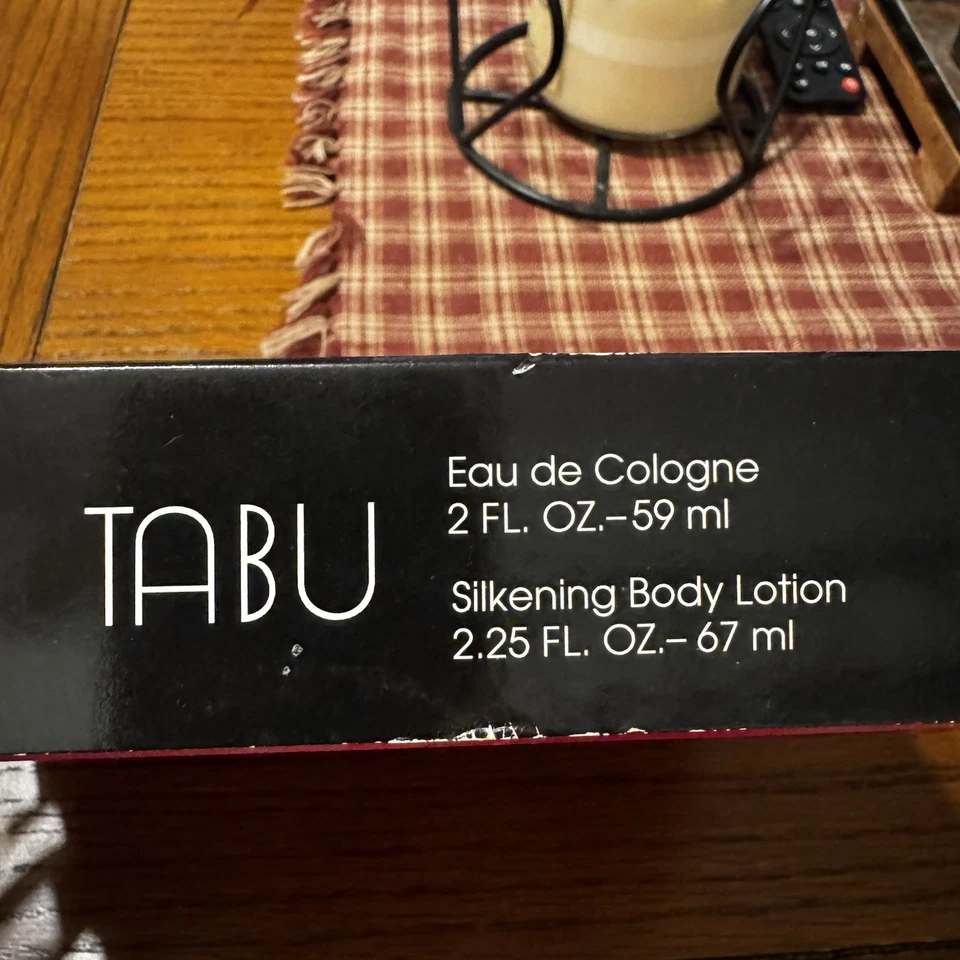 TABU
Eau de Cologne
2 FL. OZ.–59 ml
Silkening Body Lotion
2.25 FL. OZ.– 67 ml